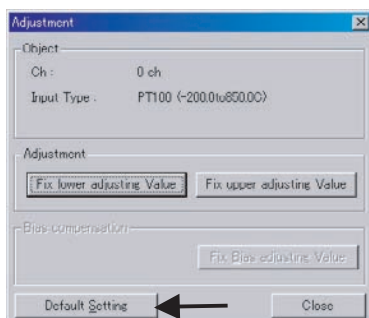 Adjustment
Object
Ch : 0 ch
Input Type : PT100 (-200.0to850.0C)
Adjustment
Fix lower adjusting Value Fix upper adjusting Value
Bias compensation
Fix Bias adjusting Value
Default Setting Close